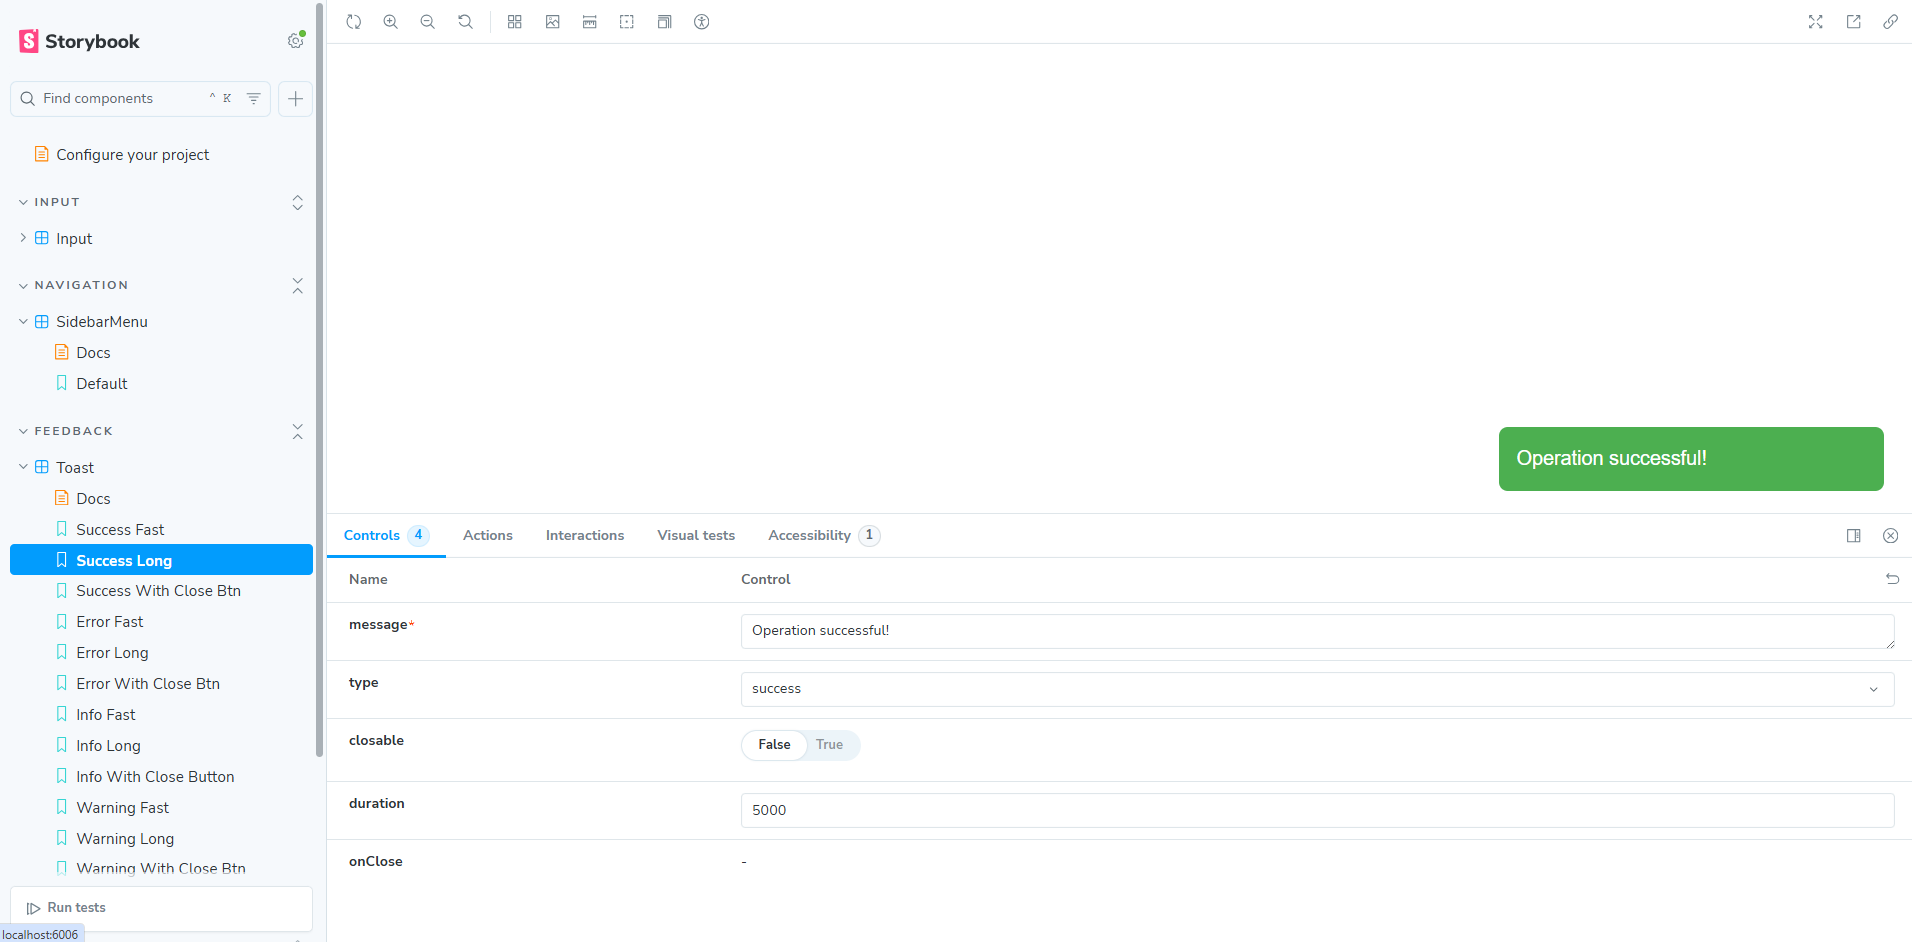 Storybook
Find components
^ K
Configure your project
INPUT
Input
NAVIGATION
SidebarMenu
Docs
Default
FEEDBACK
Toast
Docs
Success Fast
Success Long
Success With Close Btn
Error Fast
Error Long
Error With Close Btn
Info Fast
Info Long
Info With Close Button
Warning Fast
Warning Long
Warning With Close Btn
Run tests
localhost:6006
Operation successful!
Controls 4 Actions Interactions Visual tests Accessibility 1
Name Control
message* Operation successful!
type success
closable False True
duration 5000
onClose -